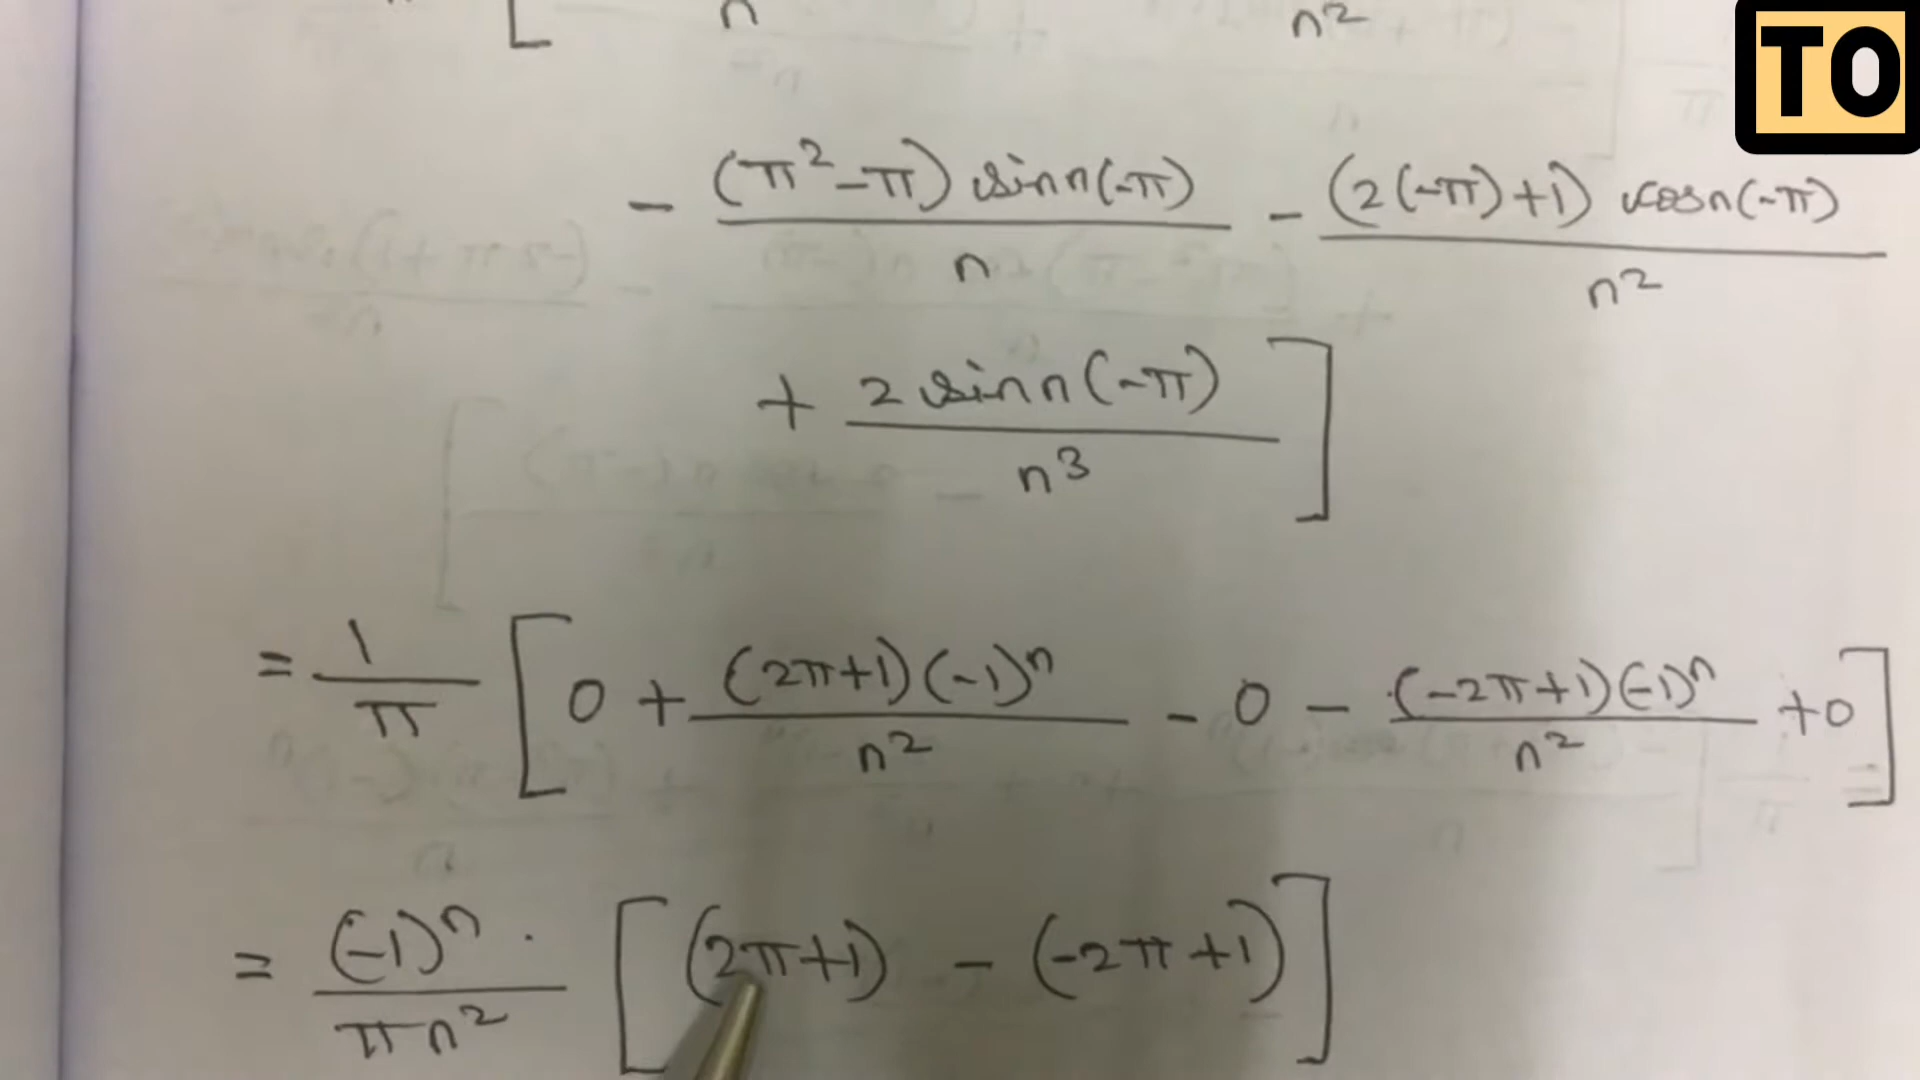 [ n n²
TO
- (π² - π) sin n(-π) / n - (2(-π) + 1) cos n(-π) / n²
+ 2 sin n(-π) / n³ ]
= 1/π [ 0 + (2π+1)(-1)ⁿ / n² - 0 - (-2π+1)(-1)ⁿ / n² + 0 ]
= (-1)ⁿ / πn² [ (2π+1) - (-2π+1) ]